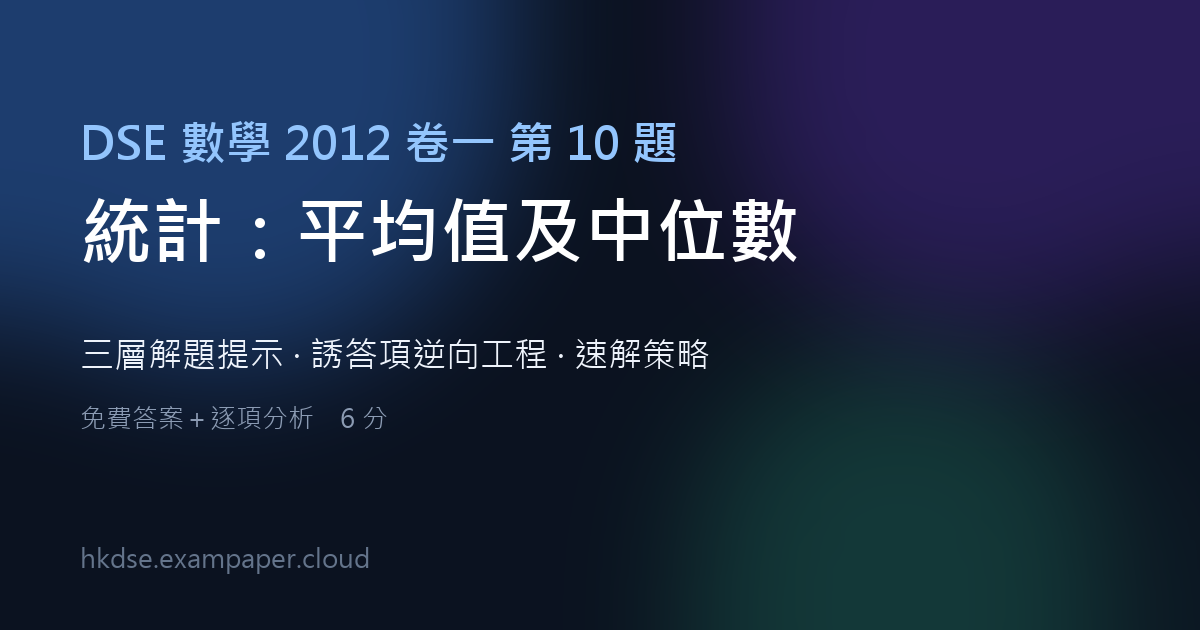 DSE 數學 2012 卷一 第 10 題
統計：平均值及中位數
三層解題提示 · 誘答項逆向工程 · 速解策略
免費答案 + 逐項分析 6 分
hkdse.exampaper.cloud